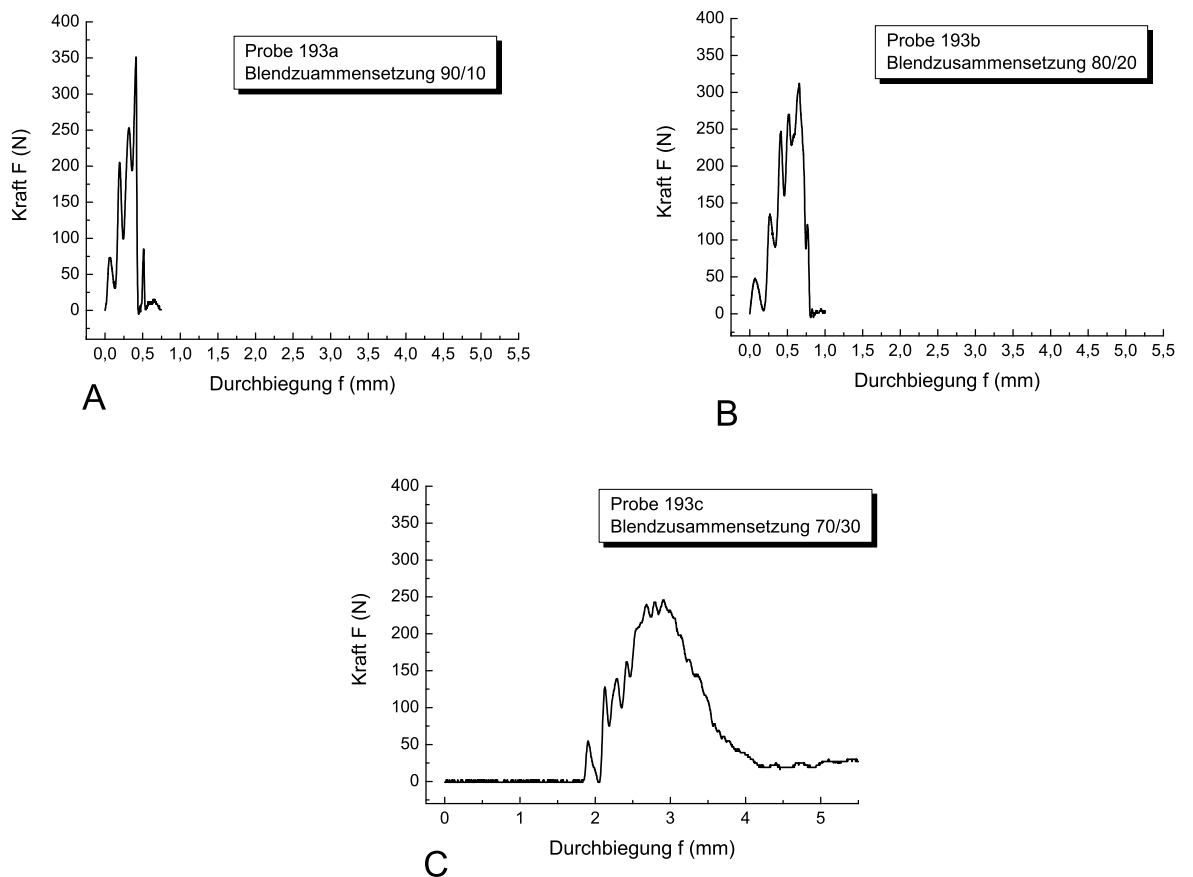 400
350
300
250
200
150
100
50
0
Kraft F (N)
Probe 193a
Blendzuammensetzung 90/10
0,0 0,5 1,0 1,5 2,0 2,5 3,0 3,5 4,0 4,5 5,0 5,5
Durchbiegung f (mm)
A
400
350
300
250
200
150
100
50
0
Kraft F (N)
Probe 193b
Blendzusammensetzung 80/20
0,0 0,5 1,0 1,5 2,0 2,5 3,0 3,5 4,0 4,5 5,0 5,5
Durchbiegung f (mm)
B
400
350
300
250
200
150
100
50
0
Kraft F (N)
Probe 193c
Blendzusammensetzung 70/30
0 1 2 3 4 5
Durchbiegung f (mm)
C